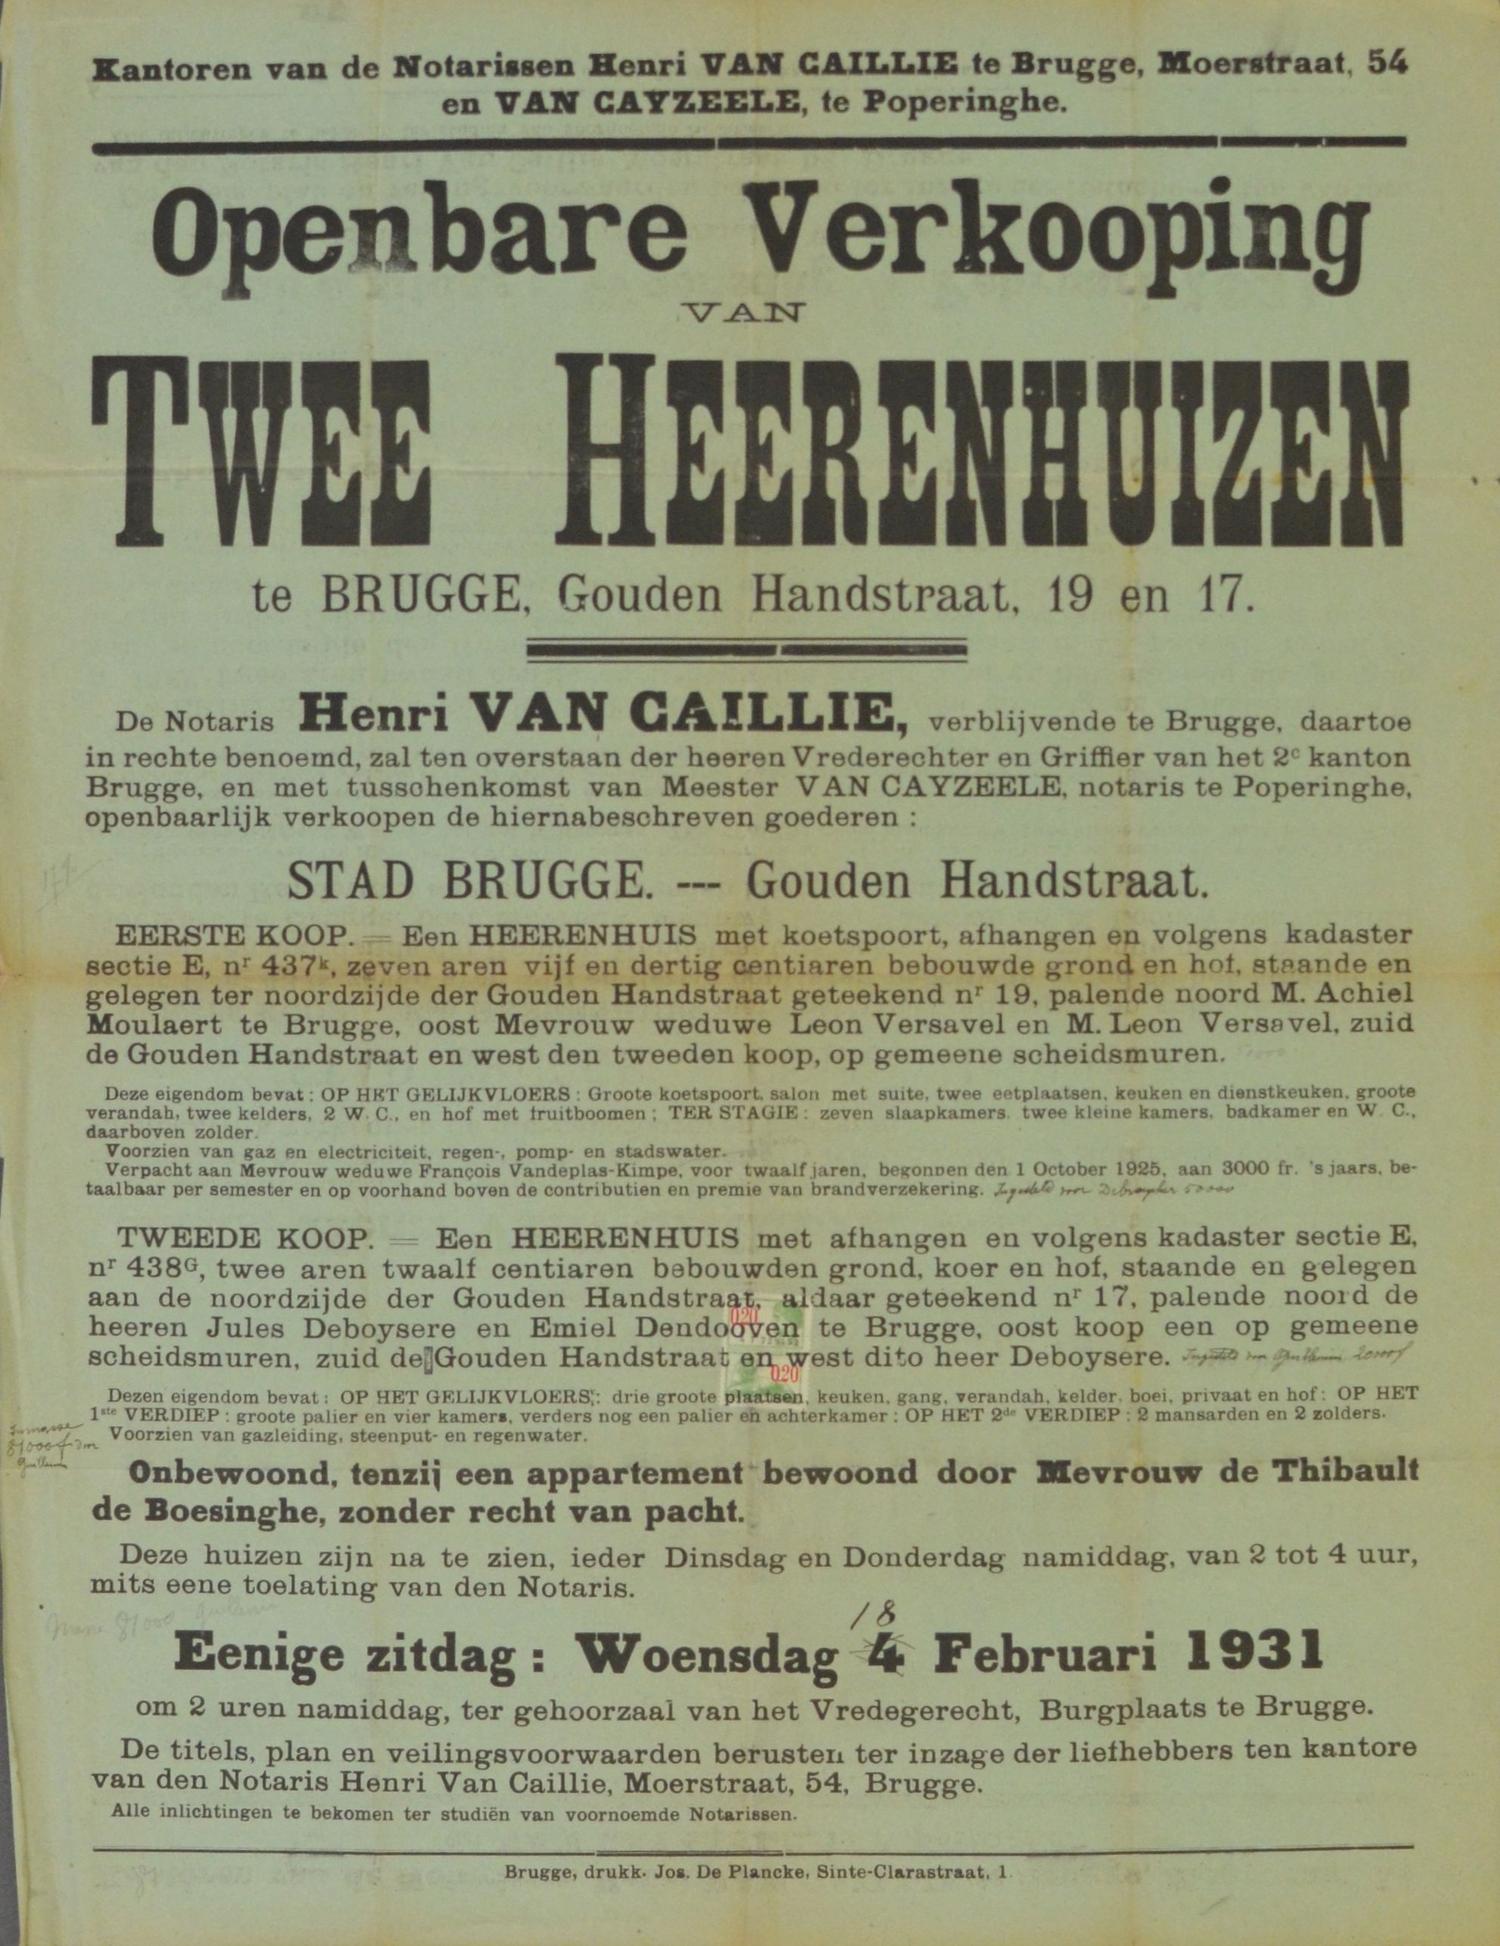 Kantoren van de Notarissen Henri VAN CAILLIE te Brugge, Moerstraat, 54
en VAN CAYZEELE, te Poperinghe.
Openbare Verkooping
VAN
TWEE HEERENHUIZEN
te BRUGGE, Gouden Handstraat, 19 en 17.
De Notaris Henri VAN CAILLIE, verblijvende te Brugge, daartoe
in rechte benoemd, zal ten overstaan der heeren Vrederechter en Griffier van het 2e kanton
Brugge, en met tusschenkomst van Meester VAN CAYZEELE, notaris te Poperinghe,
openbaarlijk verkoopen de hiernabeschreven goederen :
STAD BRUGGE. --- Gouden Handstraat.
EERSTE KOOP. = Een HEERENHUIS met koetspoort, afhangen en volgens kadaster
sectie E, nr 437k, zeven aren vijf en dertig centiaren bebouwde grond en hof, staande en
gelegen ter noordzijde der Gouden Handstraat geteekend nr 19, palende noord M. Achiel
Moulaert te Brugge, oost Mevrouw weduwe Leon Versavel en M. Leon Versavel, zuid
de Gouden Handstraat en west den tweeden koop, op gemeene scheidsmuren.
Deze eigendom bevat : OP HET GELIJKVLOERS : Groote koetspoort, salon met suite, twee eetplaatsen, keuken en dienstkeuken, groote
verandah, twee kelders, 2 W. C., en hof met fruitboomen ; TER STAGIE : zeven slaapkamers, twee kleine kamers, badkamer en W. C.,
daarboven zolder.
Voorzien van gaz en electriciteit, regen-, pomp- en stadswater.
Verpacht aan Mevrouw weduwe François Vandeplas-Kimpe, voor twaalf jaren, begonnen den 1 October 1925, aan 3000 fr. 's jaars, be-
taalbaar per semester en op voorhand boven de contributien en premie van brandverzekering. Ingesteld voor 50000
TWEEDE KOOP. = Een HEERENHUIS met afhangen en volgens kadaster sectie E,
nr 438G, twee aren twaalf centiaren bebouwden grond, koer en hof, staande en gelegen
aan de noordzijde der Gouden Handstraat, aldaar geteekend nr 17, palende noord de
heeren Jules Deboysere en Emiel Dendooven te Brugge, oost koop een op gemeene
scheidsmuren, zuid de Gouden Handstraat en west dito heer Deboysere. Ingesteld 20000f
0.20
0.20
Dezen eigendom bevat : OP HET GELIJKVLOERS : drie groote plaatsen, keuken, gang, verandah, kelder, boei, privaat en hof : OP HET
1ste VERDIEP : groote palier en vier kamers, verders nog een palier en achterkamer : OP HET 2de VERDIEP : 2 mansarden en 2 zolders.
Voorzien van gazleiding, steenput- en regenwater.
81000f
Onbewoond, tenzij een appartement bewoond door Mevrouw de Thibault
de Boesinghe, zonder recht van pacht.
Deze huizen zijn na te zien, ieder Dinsdag en Donderdag namiddag, van 2 tot 4 uur,
mits eene toelating van den Notaris.
81000
18
Eenige zitdag : Woensdag 4 Februari 1931
om 2 uren namiddag, ter gehoorzaal van het Vredegerecht, Burgplaats te Brugge.
De titels, plan en veilingsvoorwaarden berusten ter inzage der liefhebbers ten kantore
van den Notaris Henri Van Caillie, Moerstraat, 54, Brugge.
Alle inlichtingen te bekomen ter studiën van voornoemde Notarissen.
Brugge, drukk. Jos. De Plancke, Sinte-Clarastraat, 1.